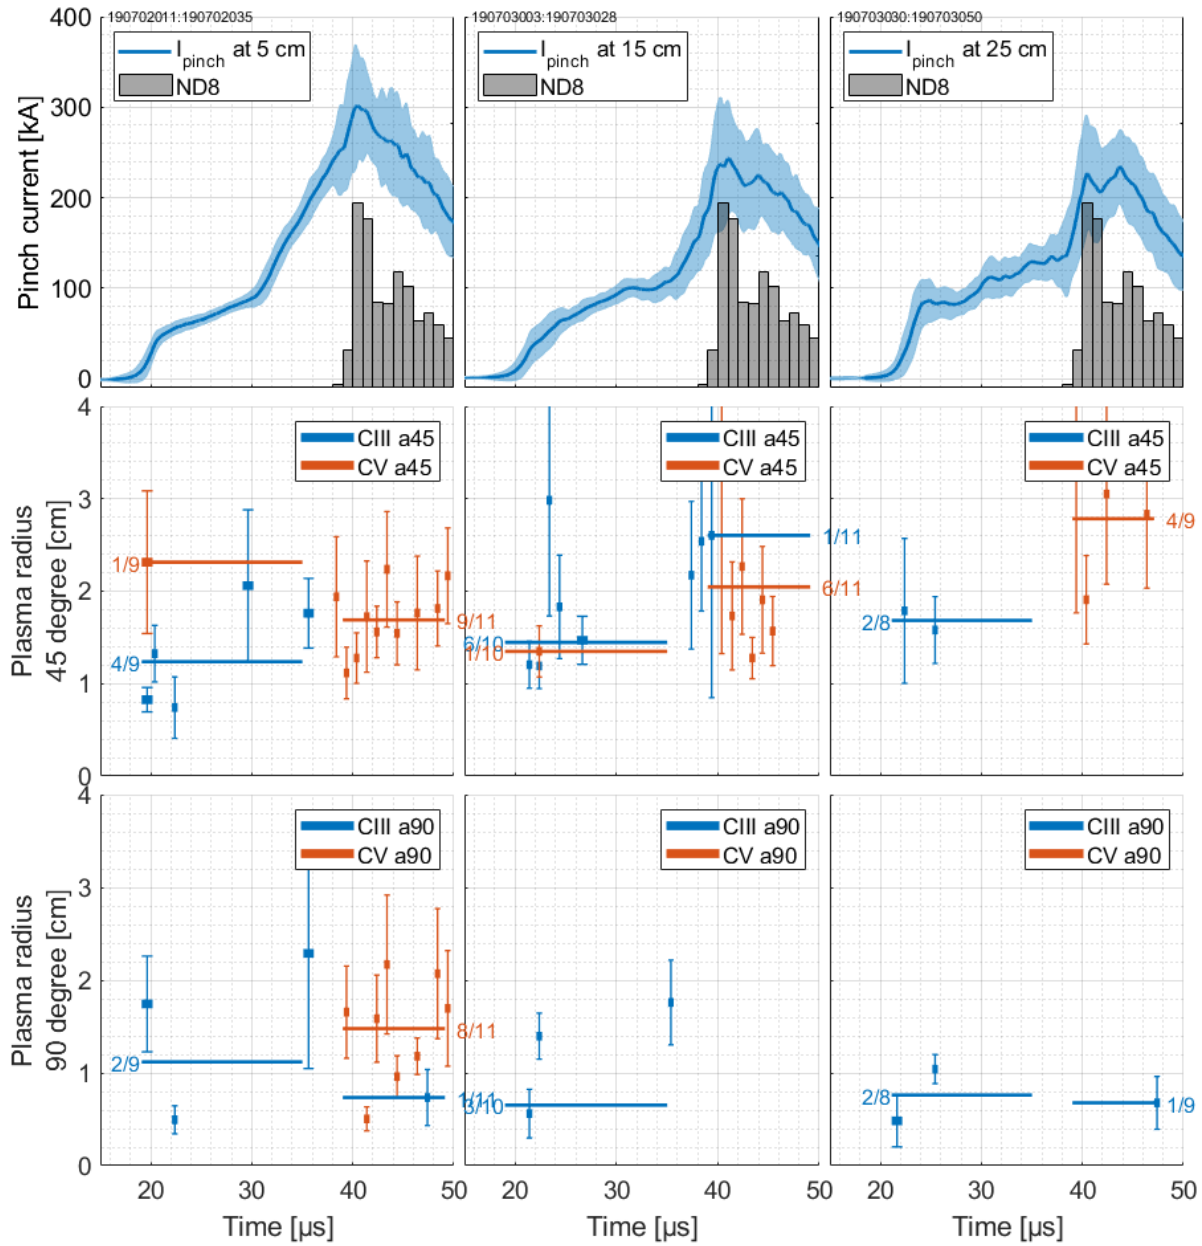 190702011:190702035
190703003:190703028
190703030:190703050
400
300
200
100
0
Pinch current [kA]
I_pinch at 5 cm
ND8
I_pinch at 15 cm
ND8
I_pinch at 25 cm
ND8
4
3
2
1
0
Plasma radius
45 degree [cm]
CIII a45
CV a45
1/9
4/9
9/11
CIII a45
CV a45
6/10
1/10
1/11
6/11
CIII a45
CV a45
2/8
4/9
4
3
2
1
0
Plasma radius
90 degree [cm]
CIII a90
CV a90
2/9
8/11
1/11
CIII a90
CV a90
3/10
CIII a90
CV a90
2/8
1/9
20
30
40
50
20
30
40
50
20
30
40
50
Time [µs]
Time [µs]
Time [µs]